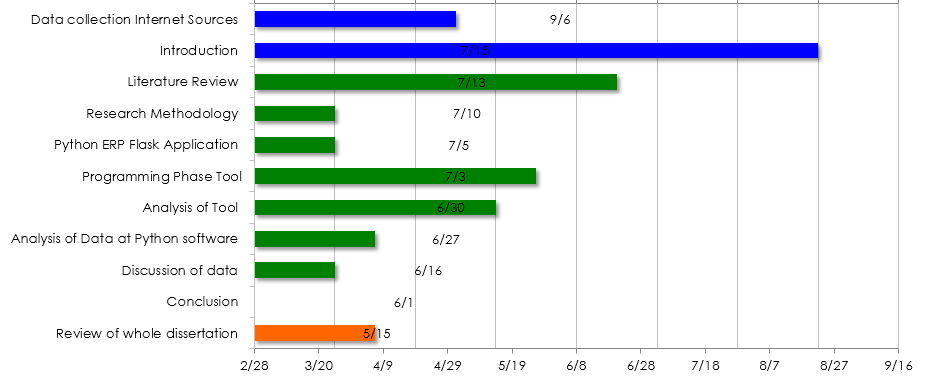 Data collection Internet Sources 9/6
Introduction 7/15
Literature Review 7/13
Research Methodology 7/10
Python ERP Flask Application 7/5
Programming Phase Tool 7/3
Analysis of Tool 6/30
Analysis of Data at Python software 6/27
Discussion of data 6/16
Conclusion 6/1
Review of whole dissertation 5/15
2/28 3/20 4/9 4/29 5/19 6/8 6/28 7/18 8/7 8/27 9/16